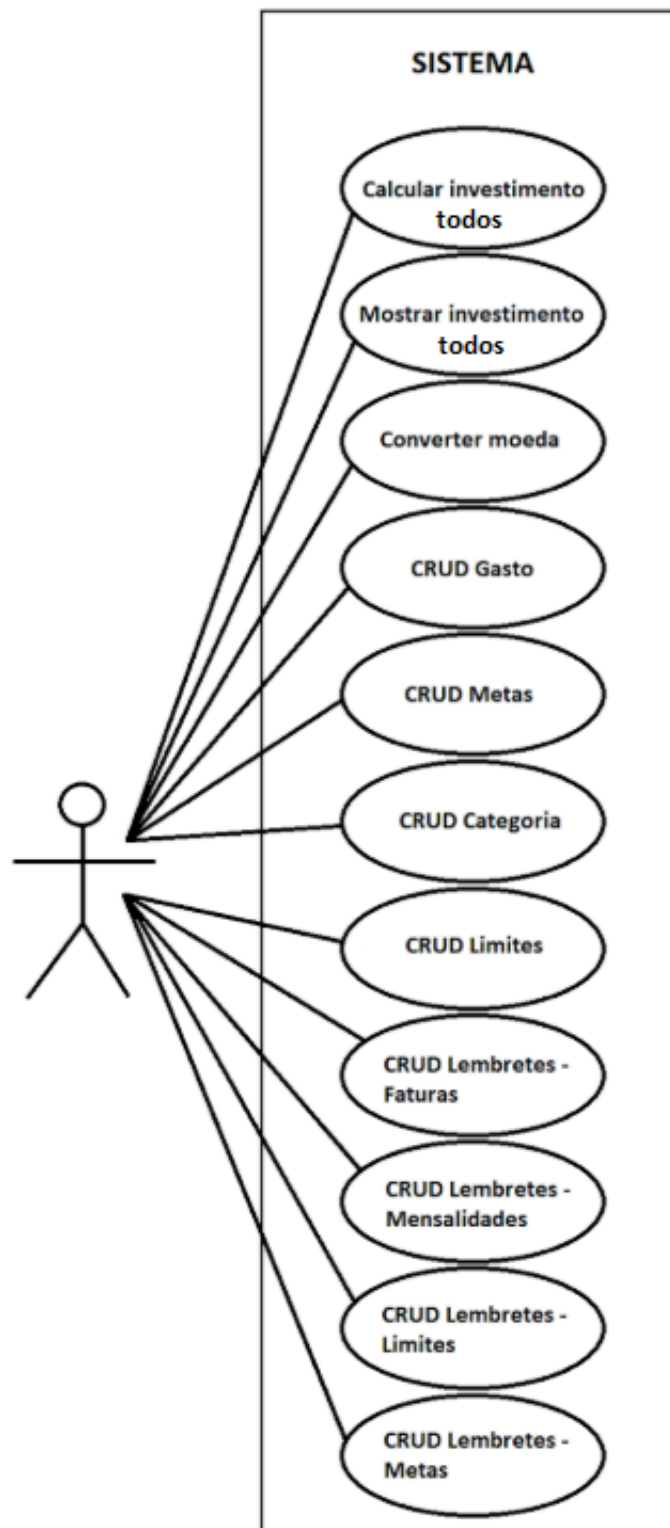 SISTEMA
Calcular investimento
todos
Mostrar investimento
todos
Converter moeda
CRUD Gasto
CRUD Metas
CRUD Categoria
CRUD Limites
CRUD Lembretes -
Faturas
CRUD Lembretes -
Mensalidades
CRUD Lembretes -
Limites
CRUD Lembretes -
Metas